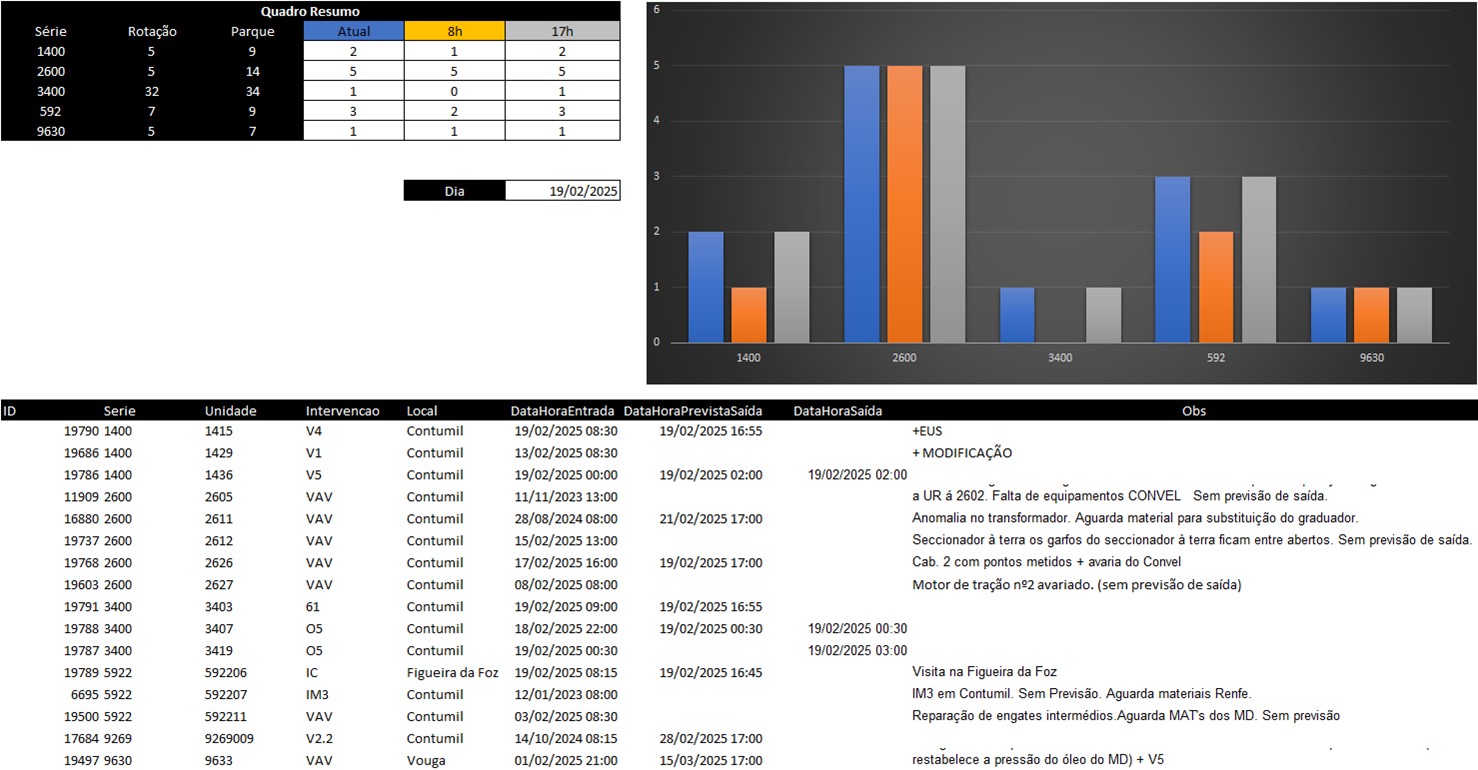 Quadro Resumo
Série Rotação Parque Atual 8h 17h
1400 5 9 2 1 2
2600 5 14 5 5 5
3400 32 34 1 0 1
592 7 9 3 2 3
9630 5 7 1 1 1
Dia 19/02/2025
6
5
4
3
2
1
0
1400 2600 3400 592 9630
ID Serie Unidade Intervencao Local DataHoraEntrada DataHoraPrevistaSaída DataHoraSaída Obs
19790 1400 1415 V4 Contumil 19/02/2025 08:30 19/02/2025 16:55 +EUS
19686 1400 1429 V1 Contumil 13/02/2025 08:30 + MODIFICAÇÃO
19786 1400 1436 V5 Contumil 19/02/2025 00:00 19/02/2025 02:00 19/02/2025 02:00
11909 2600 2605 VAV Contumil 11/11/2023 13:00 a UR á 2602. Falta de equipamentos CONVEL Sem previsão de saída.
16880 2600 2611 VAV Contumil 28/08/2024 08:00 21/02/2025 17:00 Anomalia no transformador. Aguarda material para substituição do graduador.
19737 2600 2612 VAV Contumil 15/02/2025 13:00 Seccionador à terra os garfos do seccionador à terra ficam entre abertos. Sem previsão de saída.
19768 2600 2626 VAV Contumil 17/02/2025 16:00 19/02/2025 17:00 Cab. 2 com pontos metidos + avaria do Convel
19603 2600 2627 VAV Contumil 08/02/2025 08:00 Motor de tração nº2 avariado. (sem previsão de saída)
19791 3400 3403 61 Contumil 19/02/2025 09:00 19/02/2025 16:55
19788 3400 3407 O5 Contumil 18/02/2025 22:00 19/02/2025 00:30 19/02/2025 00:30
19787 3400 3419 O5 Contumil 19/02/2025 00:30 19/02/2025 03:00
19789 5922 592206 IC Figueira da Foz 19/02/2025 08:15 19/02/2025 16:45 Visita na Figueira da Foz
6695 5922 592207 IM3 Contumil 12/01/2023 08:00 IM3 em Contumil. Sem Previsão. Aguarda materiais Renfe.
19500 5922 592211 VAV Contumil 03/02/2025 08:30 Reparação de engates intermédios.Aguarda MAT's dos MD. Sem previsão
17684 9269 9269009 V2.2 Contumil 14/10/2024 08:15 28/02/2025 17:00
19497 9630 9633 VAV Vouga 01/02/2025 21:00 15/03/2025 17:00 restabelece a pressão do óleo do MD) + V5